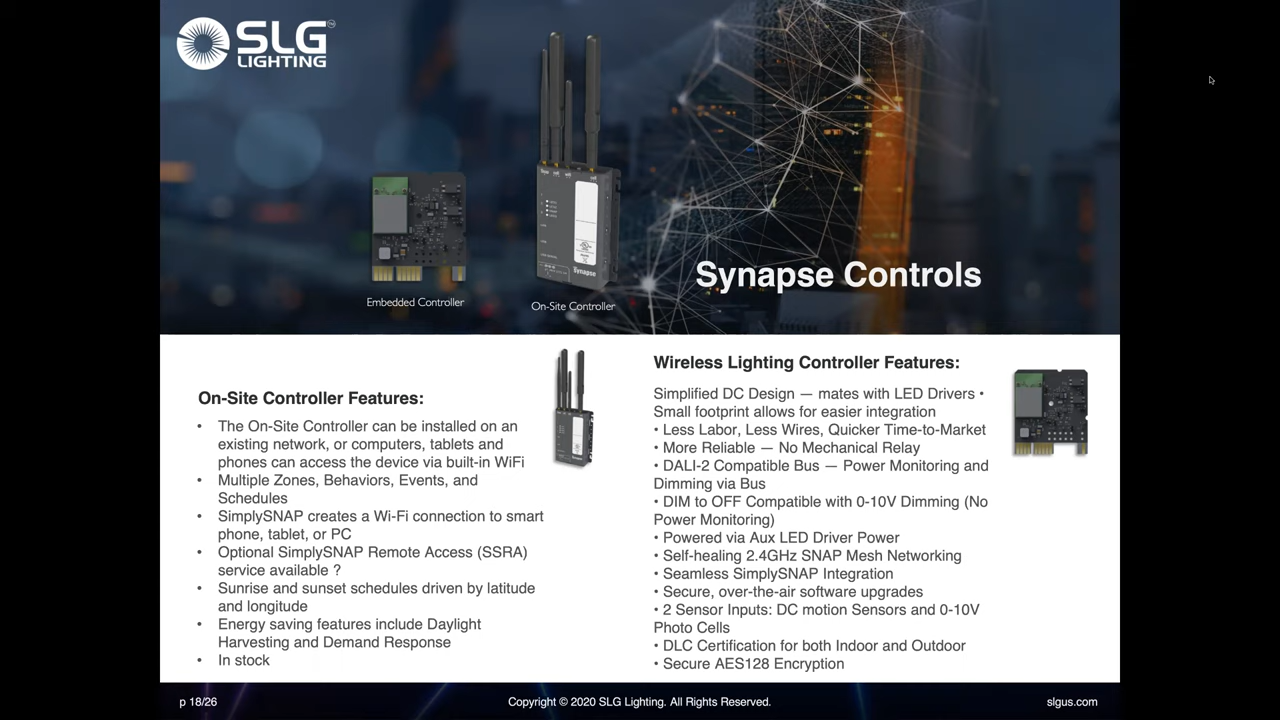 SLG
LIGHTING
Synapse
Embedded Controller
On-Site Controller
Synapse Controls
On-Site Controller Features:
• The On-Site Controller can be installed on an
existing network, or computers, tablets and
phones can access the device via built-in WiFi
• Multiple Zones, Behaviors, Events, and
Schedules
• SimplySNAP creates a Wi-Fi connection to smart
phone, tablet, or PC
• Optional SimplySNAP Remote Access (SSRA)
service available ?
• Sunrise and sunset schedules driven by latitude
and longitude
• Energy saving features include Daylight
Harvesting and Demand Response
• In stock
Wireless Lighting Controller Features:
Simplified DC Design — mates with LED Drivers •
Small footprint allows for easier integration
• Less Labor, Less Wires, Quicker Time-to-Market
• More Reliable — No Mechanical Relay
• DALI-2 Compatible Bus — Power Monitoring and
Dimming via Bus
• DIM to OFF Compatible with 0-10V Dimming (No
Power Monitoring)
• Powered via Aux LED Driver Power
• Self-healing 2.4GHz SNAP Mesh Networking
• Seamless SimplySNAP Integration
• Secure, over-the-air software upgrades
• 2 Sensor Inputs: DC motion Sensors and 0-10V
Photo Cells
• DLC Certification for both Indoor and Outdoor
• Secure AES128 Encryption
p 18/26
Copyright © 2020 SLG Lighting. All Rights Reserved.
slgus.com